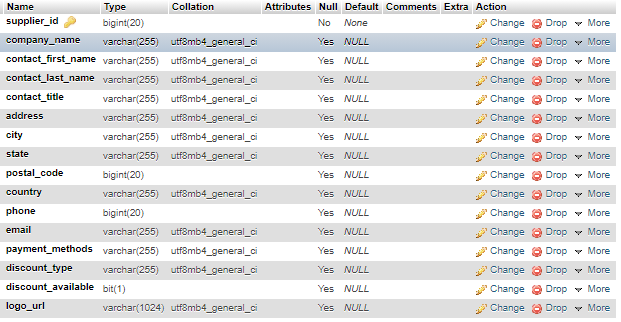 Name Type Collation Attributes Null Default Comments Extra Action
supplier_id bigint(20) No None Change Drop More
company_name varchar(255) utf8mb4_general_ci Yes NULL Change Drop More
contact_first_name varchar(255) utf8mb4_general_ci Yes NULL Change Drop More
contact_last_name varchar(255) utf8mb4_general_ci Yes NULL Change Drop More
contact_title varchar(255) utf8mb4_general_ci Yes NULL Change Drop More
address varchar(255) utf8mb4_general_ci Yes NULL Change Drop More
city varchar(255) utf8mb4_general_ci Yes NULL Change Drop More
state varchar(255) utf8mb4_general_ci Yes NULL Change Drop More
postal_code bigint(20) Yes NULL Change Drop More
country varchar(255) utf8mb4_general_ci Yes NULL Change Drop More
phone bigint(20) Yes NULL Change Drop More
email varchar(255) utf8mb4_general_ci Yes NULL Change Drop More
payment_methods varchar(255) utf8mb4_general_ci Yes NULL Change Drop More
discount_type varchar(255) utf8mb4_general_ci Yes NULL Change Drop More
discount_available bit(1) Yes NULL Change Drop More
logo_url varchar(1024) utf8mb4_general_ci Yes NULL Change Drop More